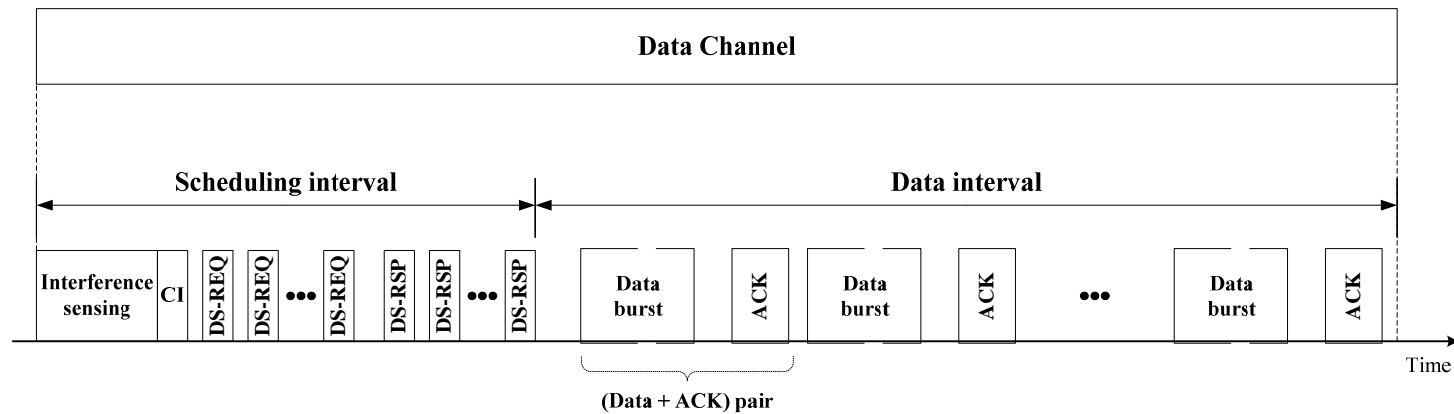 Data Channel
Scheduling interval
Data interval
Interference
sensing
CI
DS-REQ
DS-REQ
•••
DS-REQ
DS-RSP
DS-RSP
•••
DS-RSP
Data
burst
ACK
Data
burst
ACK
•••
Data
burst
ACK
Time
(Data + ACK) pair